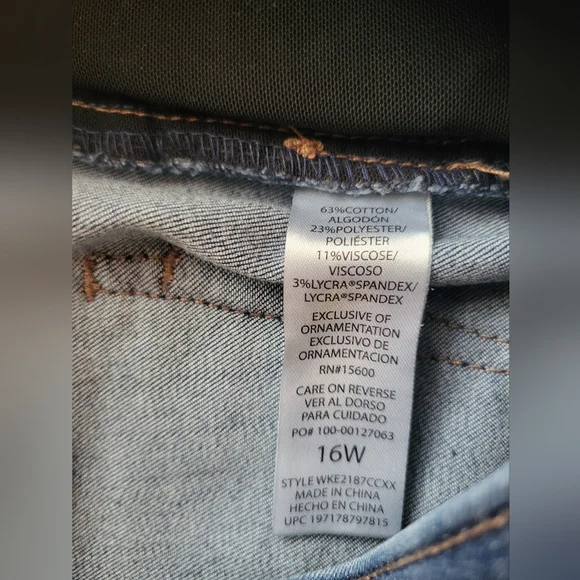 63%COTTON/
ALGODÓN
23%POLYESTER/
POLIÉSTER
11%VISCOSE/
VISCOSO
3%LYCRA®SPANDEX/
LYCRA®SPANDEX
EXCLUSIVE OF
ORNAMENTATION
EXCLUSIVO DE
ORNAMENTACION
RN#15600
CARE ON REVERSE
VER AL DORSO
PARA CUIDADO
PO# 100-00127063
16W
STYLE WKE2187CCXX
MADE IN CHINA
HECHO EN CHINA
UPC 197178797815